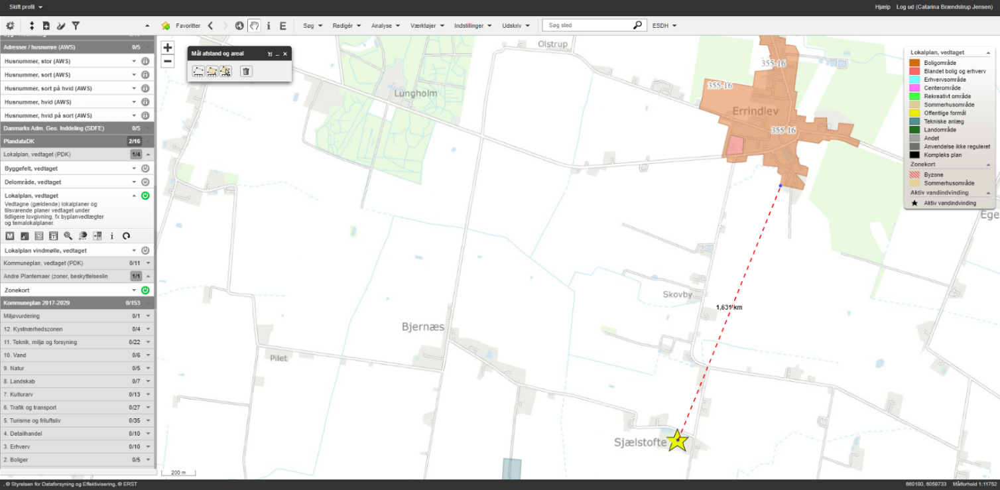 Skift profil
Hjælp Log ud (Catarina Brændstrup Jensen)
Favoritter
i E
Søg Redigér Analyse Værktøjer Indstillinger Udskriv
Søg sted
ESDH
Adresser / husnumre (AWS) 0/5
Husnummer, stor (AWS)
Husnummer, sort (AWS)
Husnummer, sort på hvid (AWS)
Husnummer, hvid (AWS)
Husnummer, hvid på sort (AWS)
Danmarks Adm. Geo. Inddeling (SDFE) 0/5
PlandataDK 2/16
Lokalplan, vedtaget (PDK) 1/4
Byggefelt, vedtaget
Delområde, vedtaget
Lokalplan, vedtaget
Vedtagne (gældende) lokalplaner og
tilsvarende planer vedtaget under
tidligere lovgivning, fx byplanvedtægter
og temalokalplaner.
M i
Lokalplan vindmølle, vedtaget
Kommuneplan, vedtaget (PDK) 0/11
Andre Plantemaer (zoner, beskyttelseslin 1/1
Zonekort
Kommuneplan 2017-2029 0/153
Miljøvurdering 0/1
12. Kystnærhedszonen 0/4
11. Teknik, miljø og forsyning 0/22
10. Vand 0/6
9. Natur 0/5
8. Landskab 0/7
7. Kulturarv 0/13
6. Trafik og transport 0/27
5. Turisme og friluftsliv 0/35
4. Detailhandel 0/10
3. Erhverv 0/10
2. Boliger 0/5
Mål afstand og areal
Olstrup
Lungholm
355-16
355-16
Errindlev
355-16
Skovby
1,631 km
Bjernæs
Pilet
Sjælstofte
Ege
Lokalplan, vedtaget
Boligområde
Blandet bolig og erhverv
Erhvervsområde
Centerområde
Rekreativt område
Sommerhusområde
Offentlige formål
Tekniske anlæg
Landområde
Andet
Anvendelse ikke reguleret
Kompleks plan
Zonekort
Byzone
Sommerhusområde
Aktiv vandindvinding
Aktiv vandindvinding
200 m
, © Styrelsen for Dataforsyning og Effektivisering, © ERST
660180, 6059733 Målforhold 1:11752